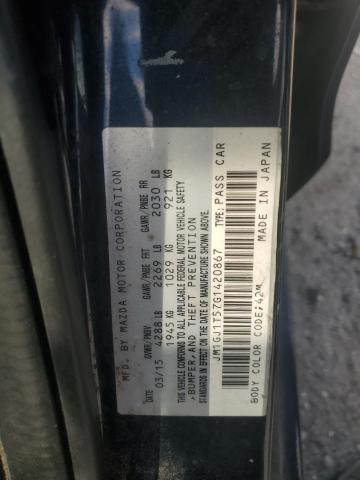 MFD. BY MAZDA MOTOR CORPORATION
DATE GVWR/PNBV GAWR/PNBE FRT GAWR/PNBE RR
03/15 4288 LB 2269 LB 2030 LB
1945 KG 1029 KG 921 KG
THIS VEHICLE CONFORMS TO ALL APPLICABLE FEDERAL MOTOR VEHICLE SAFETY
,BUMPER,AND THEFT PREVENTION
STANDARDS IN EFFECT ON THE DATE OF MANUFACTURE SHOWN ABOVE.
JM1GJ1T57G1420867 TYPE: PASS CAR
BODY COLOR CODE;42M MADE IN JAPAN